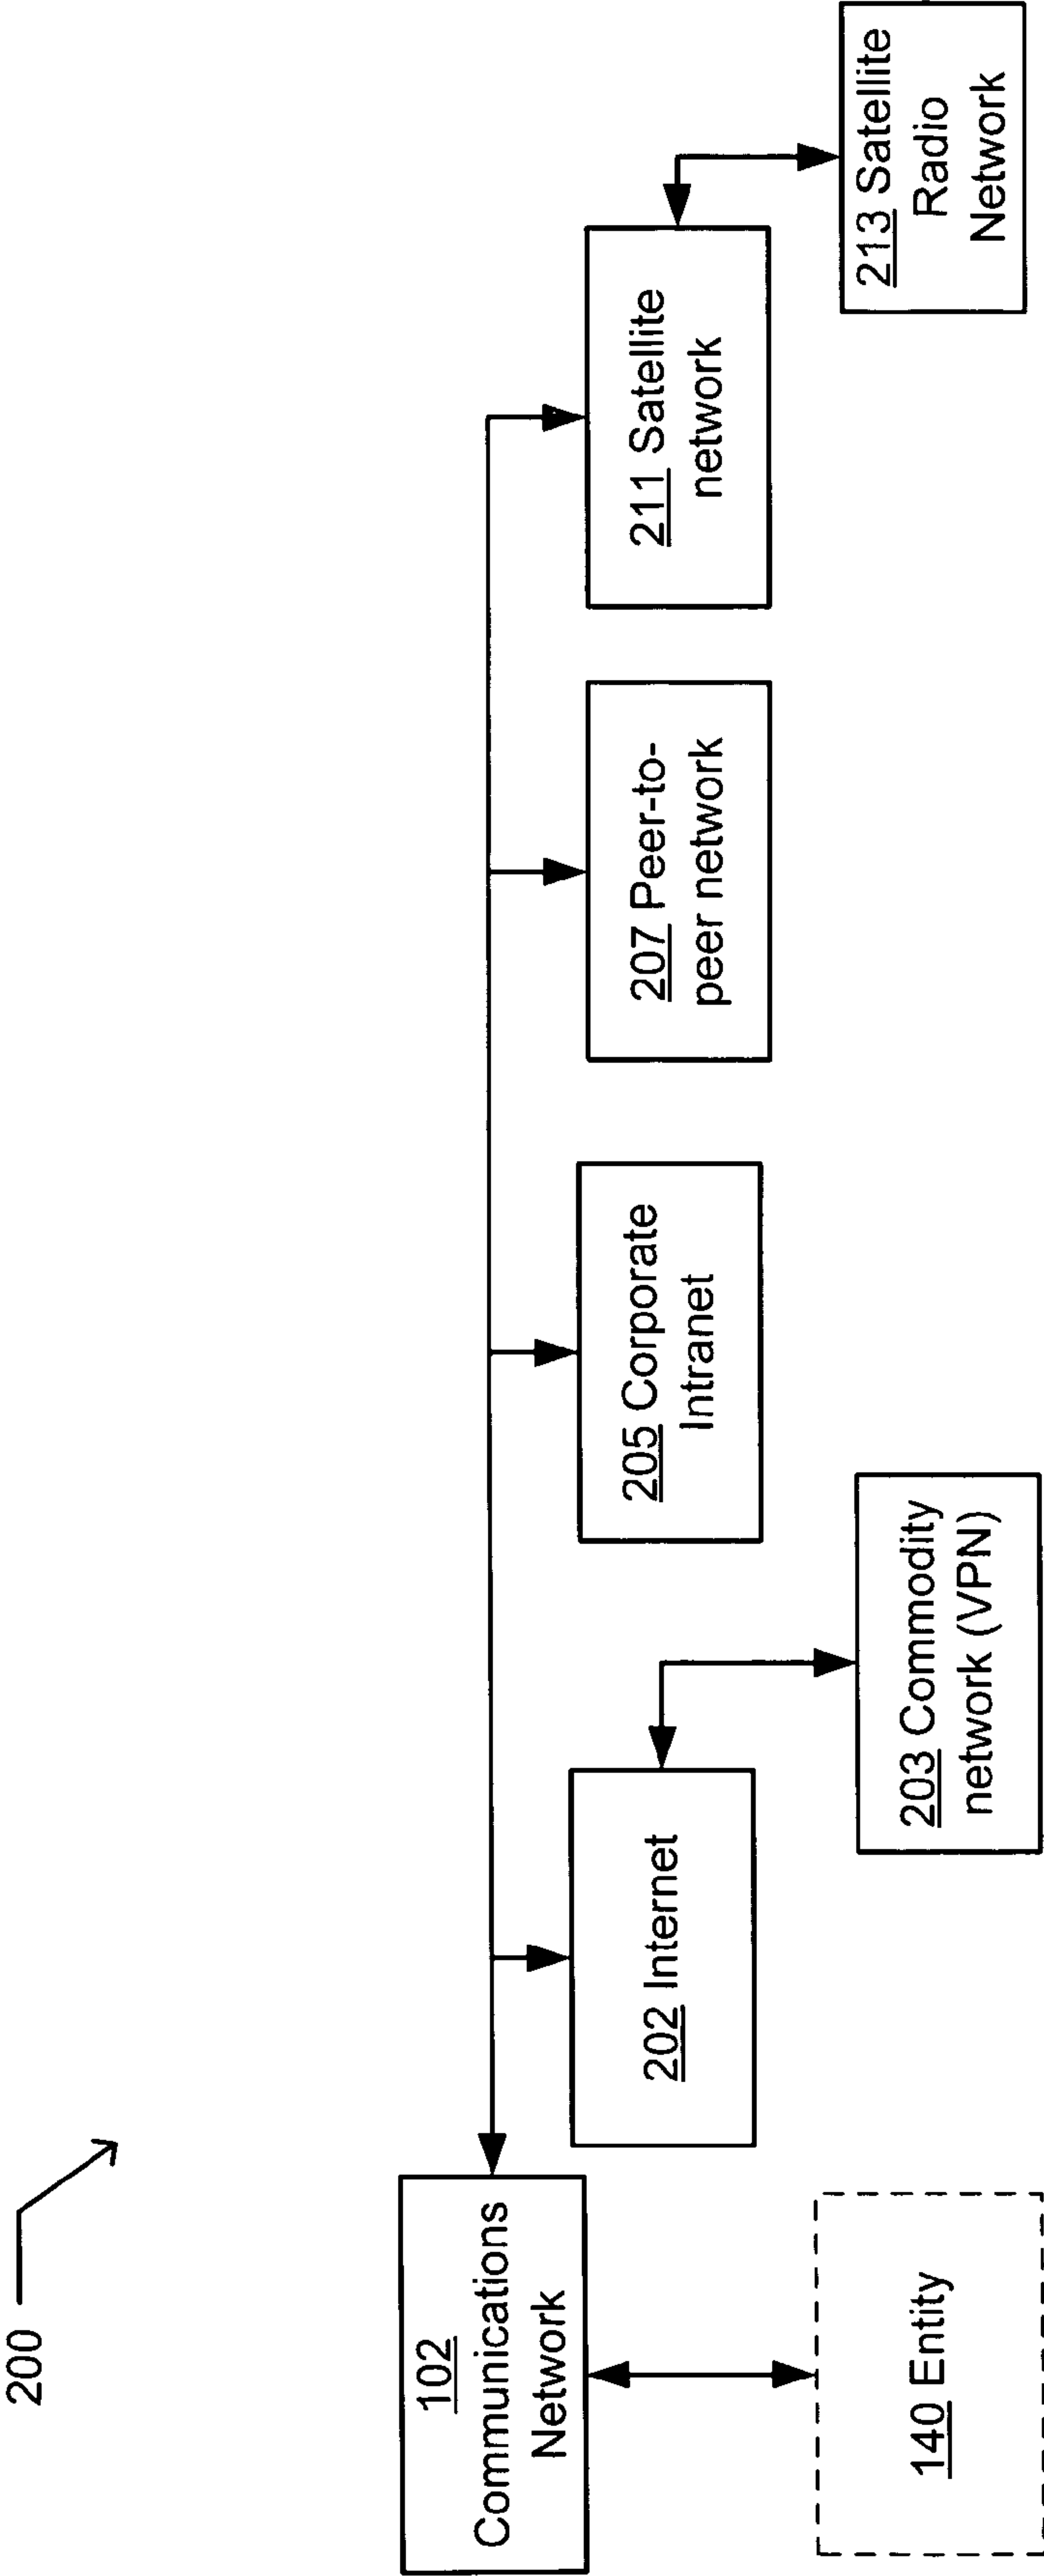 200
102
Communications
Network
140 Entity
202 Internet
203 Commodity
network (VPN)
205 Corporate
Intranet
207 Peer-to-
peer network
211 Satellite
network
213 Satellite
Radio
Network